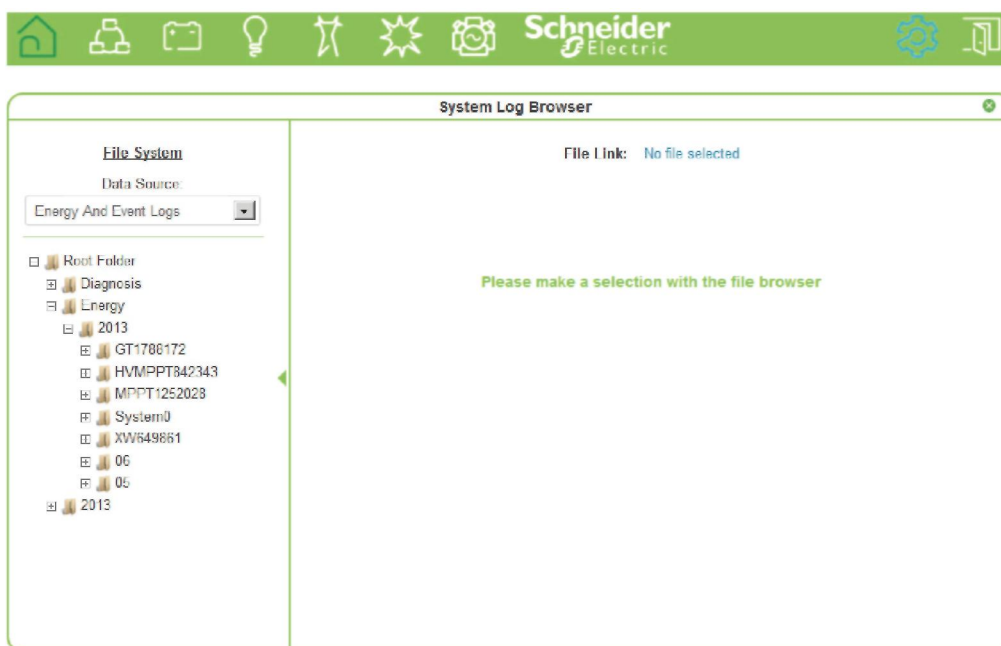 Schneider
Electric
System Log Browser
File System
Data Source:
Energy And Event Logs
Root Folder
Diagnosis
Energy
2013
GT1788172
HVMPPT842343
MPPT1252028
System0
XW649861
06
05
2013
File Link: No file selected
Please make a selection with the file browser